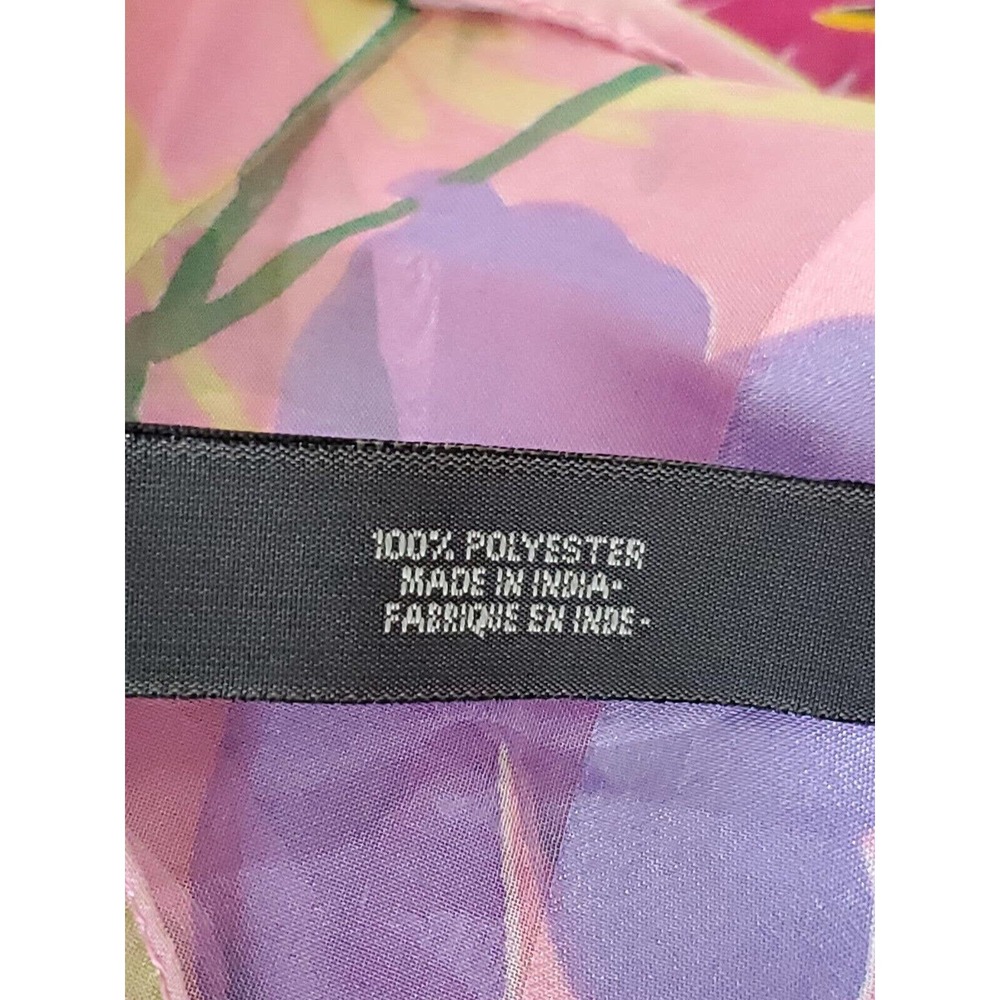 100% POLYESTER
MADE IN INDIA-
FABRIQUE EN INDE -